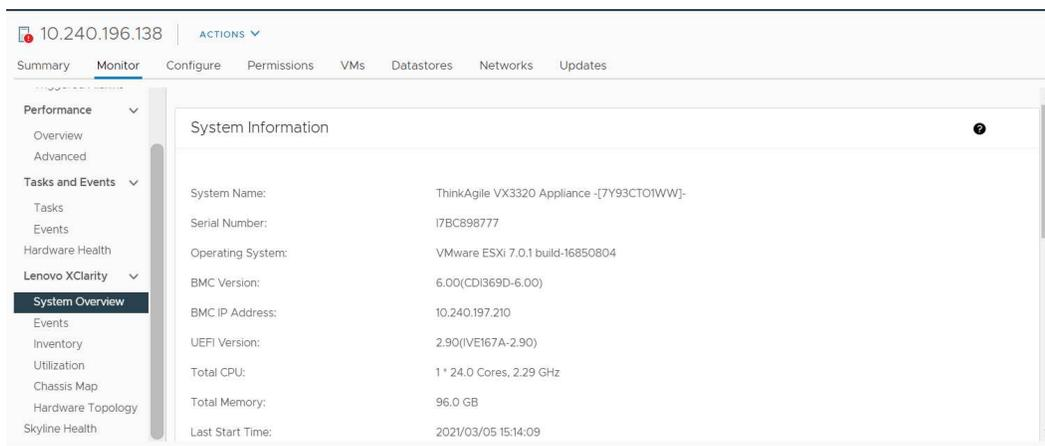 10.240.196.138
ACTIONS
Summary Monitor Configure Permissions VMs Datastores Networks Updates
Performance
Overview
Advanced
Tasks and Events
Tasks
Events
Hardware Health
Lenovo XClarity
System Overview
Events
Inventory
Utilization
Chassis Map
Hardware Topology
Skyline Health
System Information
System Name: ThinkAgile VX3320 Appliance -[7Y93CTO1WW]-
Serial Number: I7BC898777
Operating System: VMware ESXi 7.0.1 build-16850804
BMC Version: 6.00(CDI369D-6.00)
BMC IP Address: 10.240.197.210
UEFI Version: 2.90(IVE167A-2.90)
Total CPU: 1 * 24.0 Cores, 2.29 GHz
Total Memory: 96.0 GB
Last Start Time: 2021/03/05 15:14:09